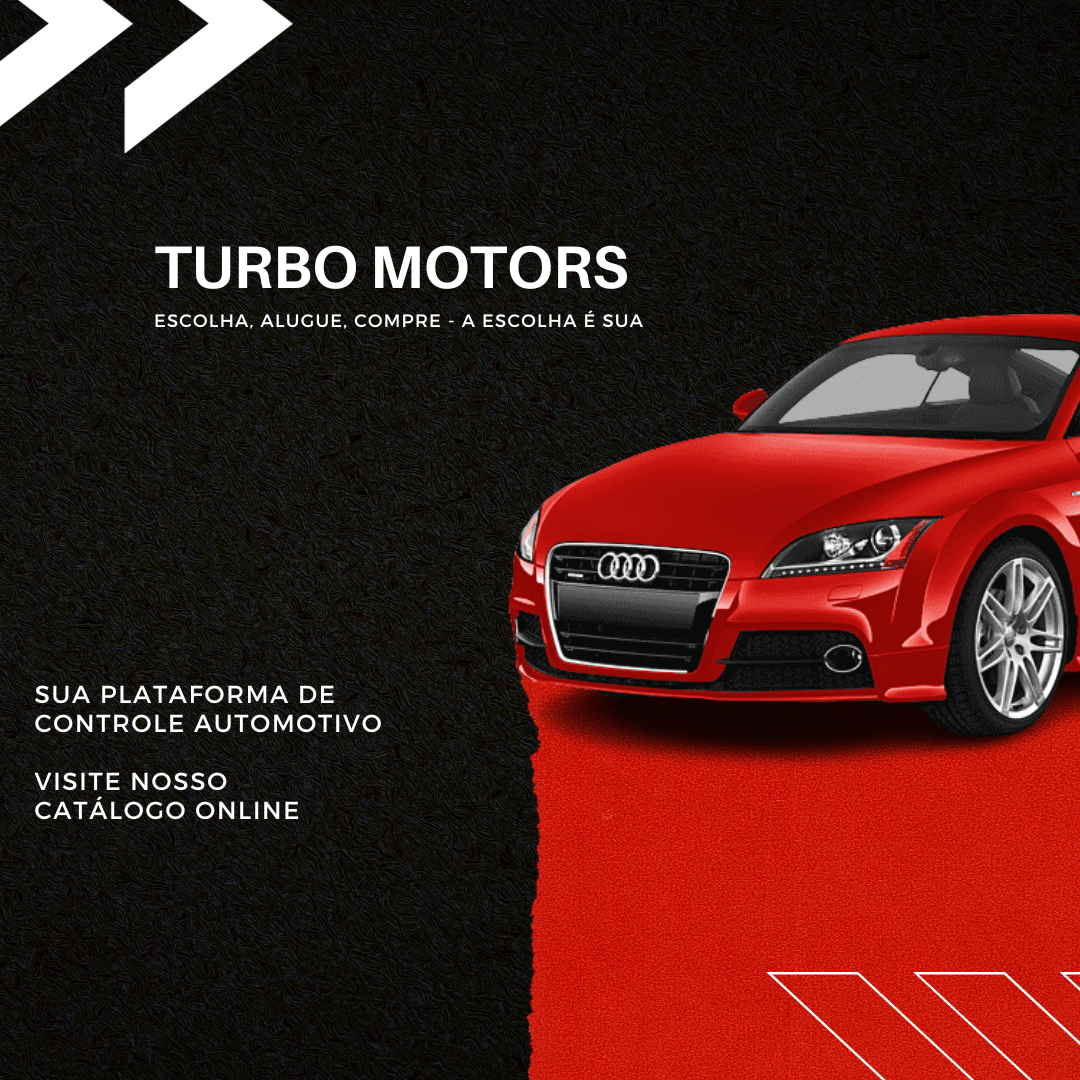 TURBO MOTORS
ESCOLHA, ALUGUE, COMPRE - A ESCOLHA É SUA
SUA PLATAFORMA DE
CONTROLE AUTOMOTIVO
VISITE NOSSO
CATÁLOGO ONLINE